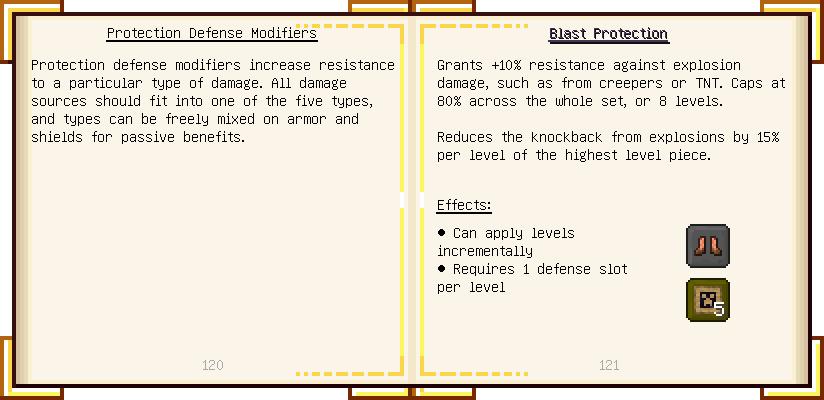 Protection Defense Modifiers
Protection defense modifiers increase resistance
to a particular type of damage. All damage
sources should fit into one of the five types,
and types can be freely mixed on armor and
shields for passive benefits.
120
Blast Protection
Grants +10% resistance against explosion
damage, such as from creepers or TNT. Caps at
80% across the whole set, or 8 levels.
Reduces the knockback from explosions by 15%
per level of the highest level piece.
Effects:
● Can apply levels
incrementally
● Requires 1 defense slot
per level
5
121